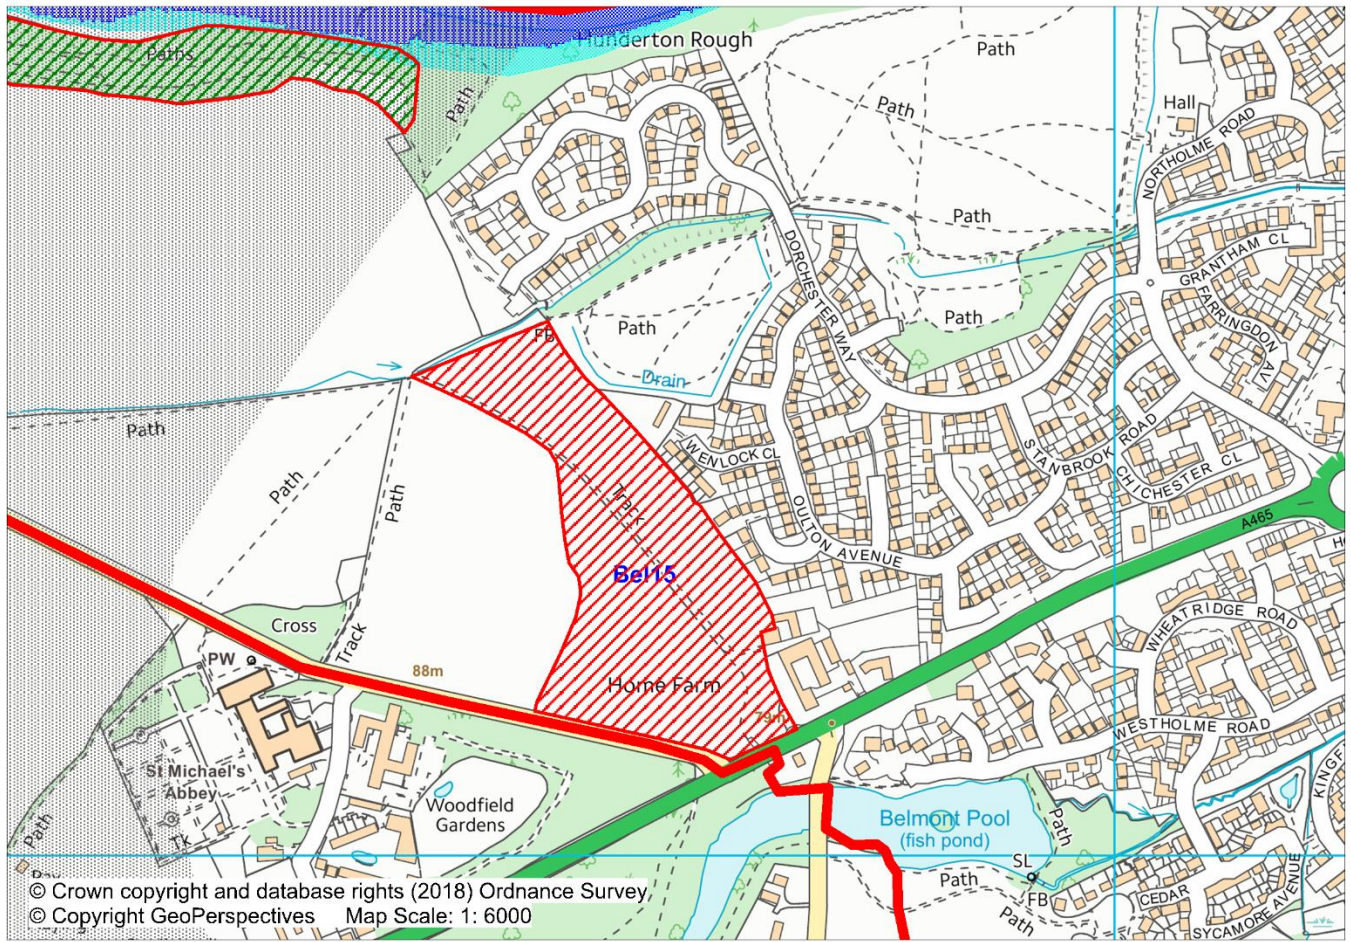 Hunderton Rough
Paths
Path
Path
Path
Hall
NORTHOLME ROAD
Path
GRANTHAM CL
DORCHESTER WAY
FARRINGDON AV
Path
Path
FB
Drain
Path
Path
Path
WENLOCK CL
STANBROOK ROAD
CHICHESTER CL
Track
OULTON AVENUE
A465
Bel15
WHEATRIDGE ROAD
Cross
Track
PW
88m
Home Farm
79m
WESTHOLME ROAD
St Michael's
Abbey
Woodfield
Gardens
Belmont Pool
(fish pond)
Path
Path
Tk
SL
Path
FB
Path
CEDAR
SYCAMORE AVENUE
© Crown copyright and database rights (2018) Ordnance Survey
© Copyright GeoPerspectives Map Scale: 1: 6000